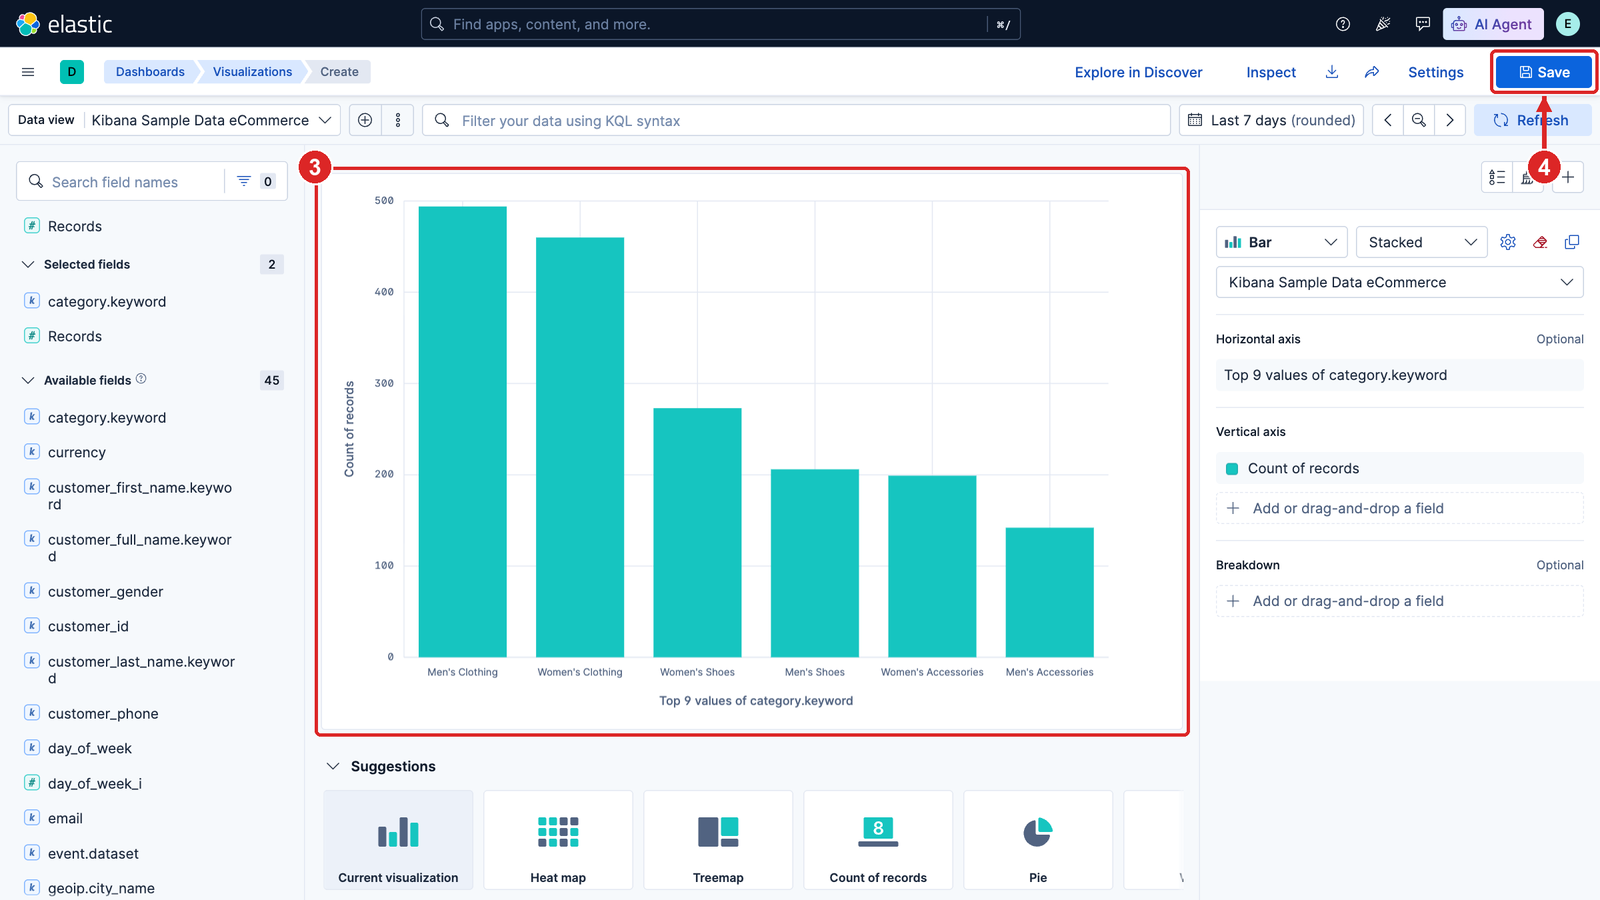 elastic
Find apps, content, and more.
⌘/
AI Agent
E
D
Dashboards
Visualizations
Create
Explore in Discover
Inspect
Settings
Save
Data view
Kibana Sample Data eCommerce
Filter your data using KQL syntax
Last 7 days (rounded)
Refresh
3
4
Search field names
0
Records
Selected fields
2
category.keyword
Records
Available fields
45
category.keyword
currency
customer_first_name.keywo
rd
customer_full_name.keywor
d
customer_gender
customer_id
customer_last_name.keywor
d
customer_phone
day_of_week
day_of_week_i
email
event.dataset
geoip.city_name
500
400
300
200
100
0
Count of records
Men's Clothing
Women's Clothing
Women's Shoes
Men's Shoes
Women's Accessories
Men's Accessories
Top 9 values of category.keyword
Suggestions
Current visualization
Heat map
Treemap
8
Count of records
Pie
Bar
Stacked
Kibana Sample Data eCommerce
Horizontal axis
Optional
Top 9 values of category.keyword
Vertical axis
Count of records
Add or drag-and-drop a field
Breakdown
Optional
Add or drag-and-drop a field